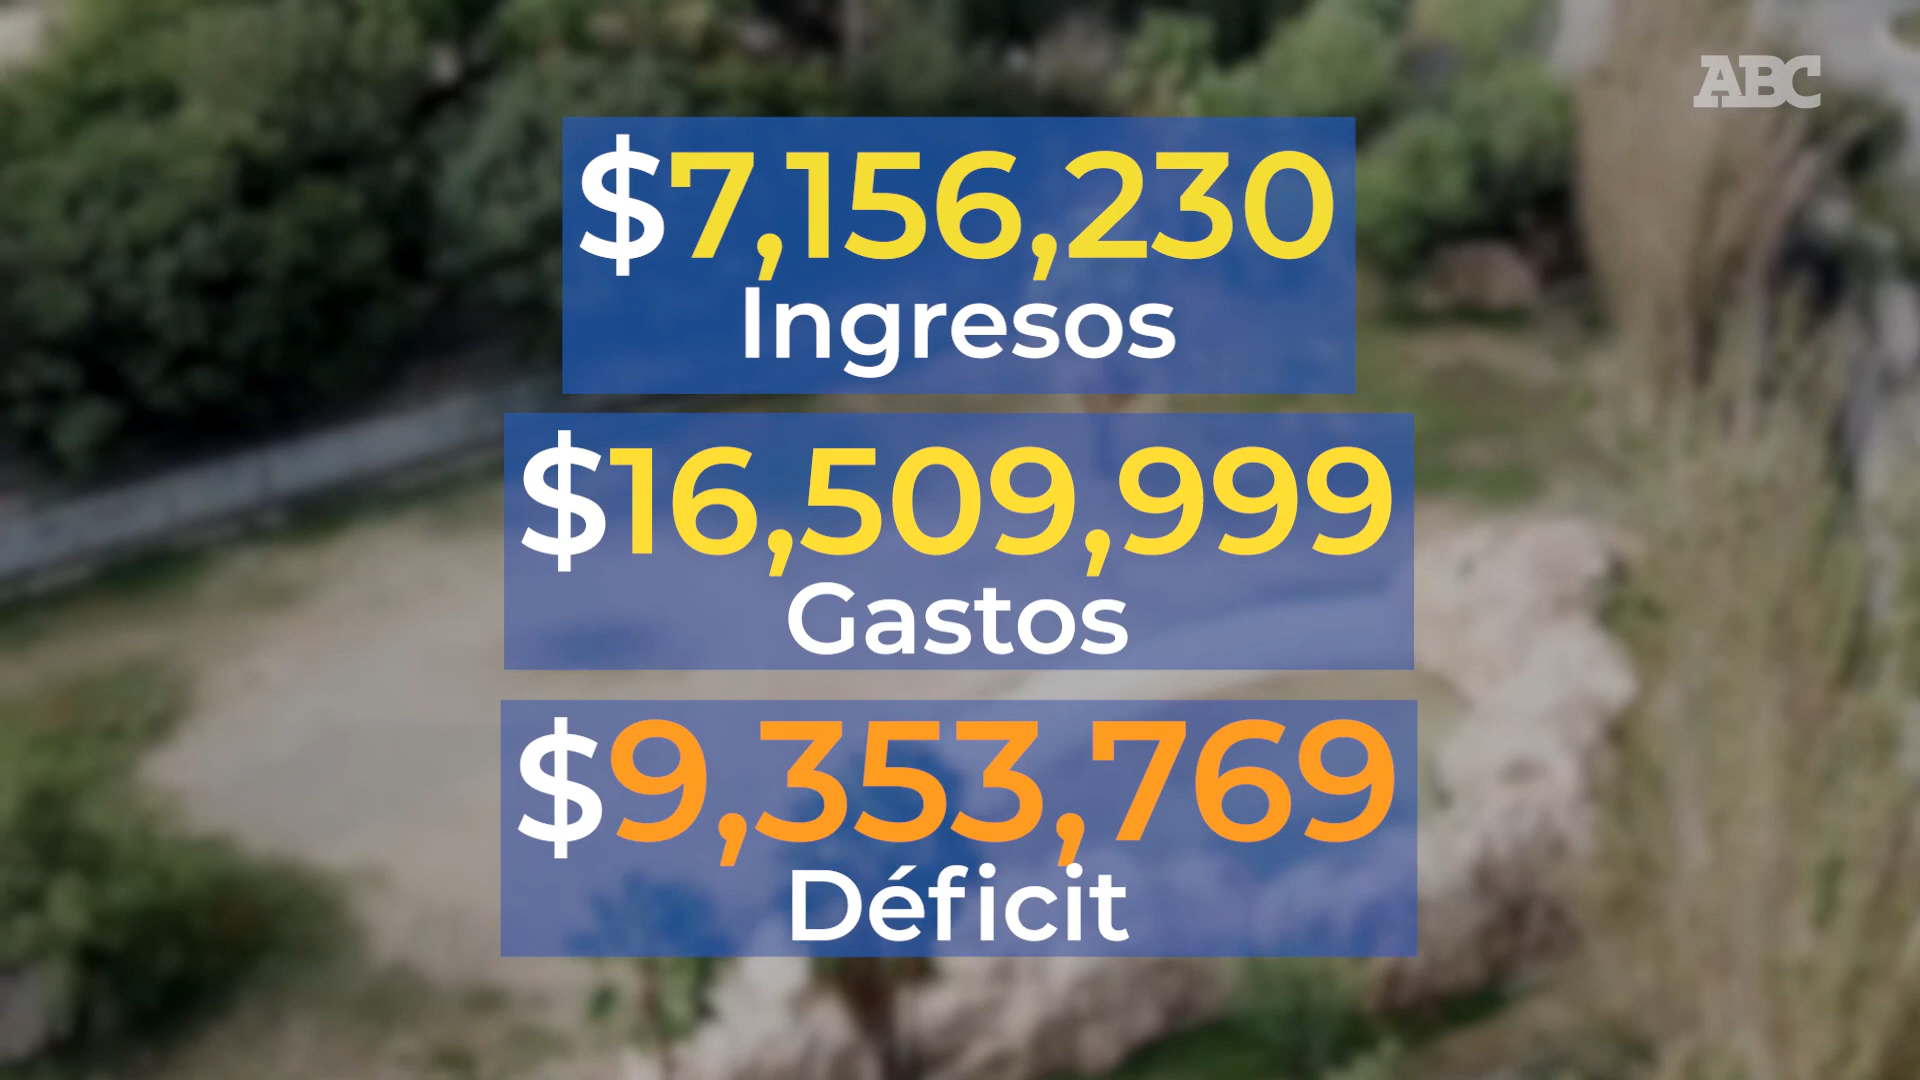 ABC
$7,156,230
Ingresos
$16,509,999
Gastos
$9,353,769
Déficit